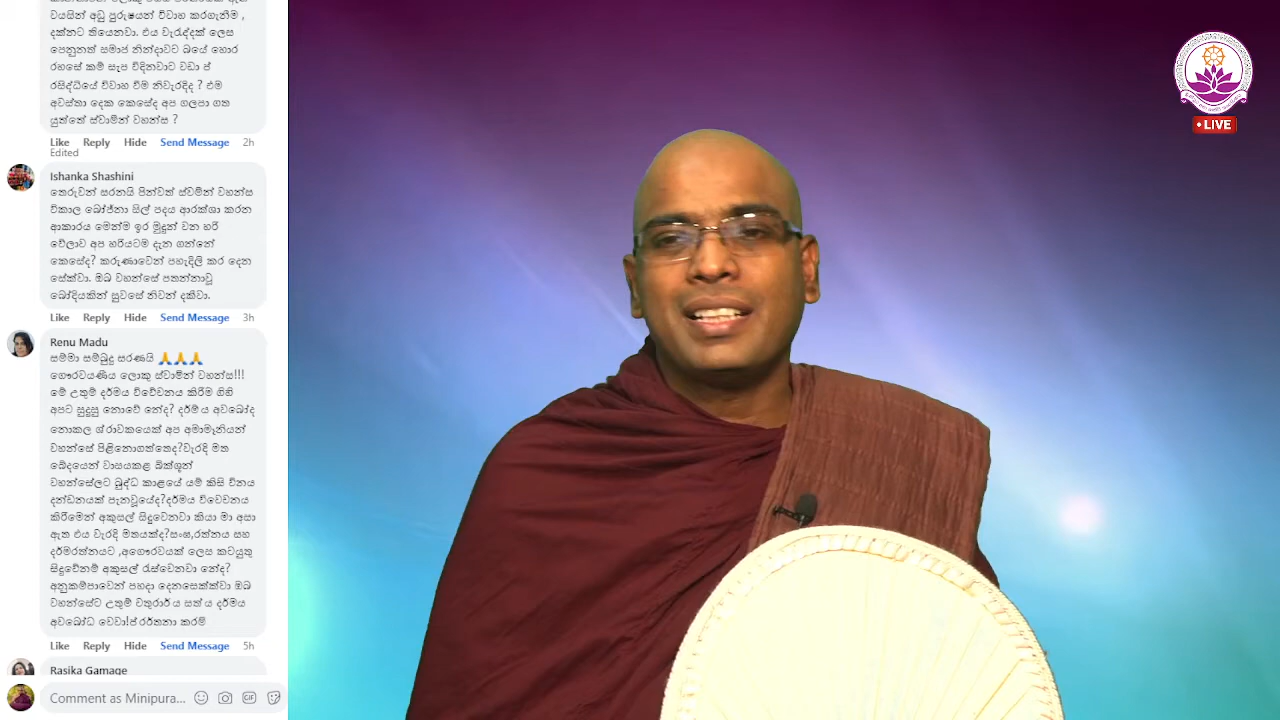 වයසින් අඩු පුරුෂයන් විවාහ කරගැනීම ,
දක්නට තියෙනවා. එය වැරැද්දක් ලෙස
පෙනුනත් සමාජ නින්දාවට බයේ හොර
රහසේ කම් සැප විඳිනවාට වඩා ප්
රසිද්ධියේ විවාහ වීම නිවැරදිද ? එම
අවස්තා දෙක කෙසේද අප ගලපා ගත
යුත්තේ ස්වාමින් වහන්ස ?
Like Reply Hide Send Message 2h
Edited
Ishanka Shashini
තෙරුවන් සරනයි පින්වත් ස්වමින් වහන්ස
විකාල බෝජ්නා සිල් පදය ආරක්ශා කරන
ආකාරය මෙන්ම ඉර මුදුන් වන හරි
වේලාව අප හරියටම දැන ගන්නේ
කෙසේද? කරුණාවෙන් පහැදිලි කර දෙන
සේක්වා. ඔබ වහන්සේ පතන්නාවූ
බෝදියකින් සුවසේ නිවන් දකීවා.
Like Reply Hide Send Message 3h
Renu Madu
සම්මා සම්බුදු සරණයි 🙏🙏🙏
ගෞරවයණීය ලොකු ස්වාමීන් වහන්ස!!!
මේ උතුම් දර්මය විවේචනය කිරීම ගිහි
අපට සුදුසු නොවේ නේද? දර්ම් ය අවබෝද
නොකල ශ්රාවකයෙක් අප අමාමෑනියන්
වහන්සේ පිළිනොගත්තෙද?වැරදි මත
බේදයෙන් වාසයකළ භික්ශූන්
වහන්සේලට බුද්ධ කාළයේ යම් කිසි විනය
දන්ඩනයක් පැනවූයේද?දර්මය විවෙවනය
කිරීමෙන් අකුසල් සිදුවෙනවා කියා මා අසා
ඇත එය වැරදි මතයක්ද?සංඝ,රත්නය සහ
දර්මරත්නයට ,අගෞරවයක් ලෙස කටයුතු
සිදුවේනම් අකුසල් රැස්වෙනවා නේද?
අනුකම්පාවෙන් පහදා දෙනසෙක්ක්වා ඔබ
වහන්සේට උතුම් චතුරාර් ය සත් ය දර්මය
අවබෝධ වේවා!ප් රර්තනා කරමි
Like Reply Hide Send Message 5h
Rasika Gamage
Comment as Minipura...
GIF
• LIVE